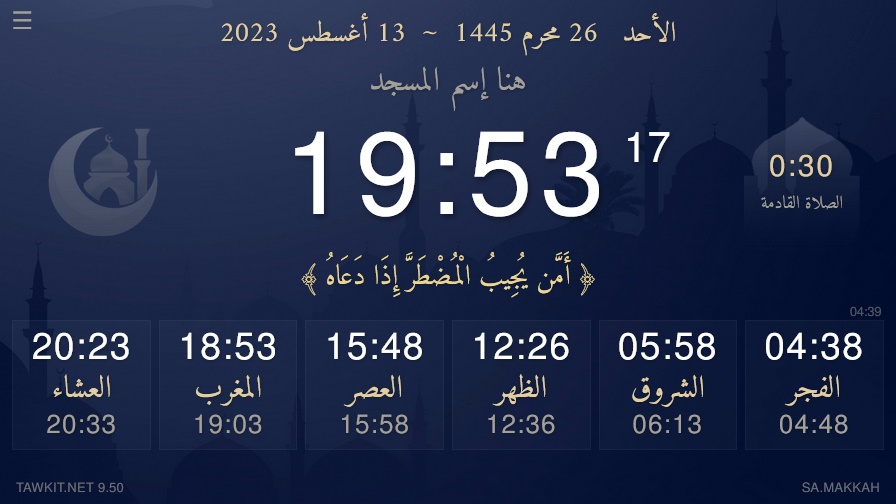 ☰
الأحد 26 محرم 1445 ~ 13 أغسطس 2023
هنا إسم المسجد
19:53 17
0:30
الصلاة القادمة
﴿ أَمَّن يُجِيبُ الْمُضْطَرَّ إِذَا دَعَاهُ ﴾
04:39
04:38 05:58 12:26 15:48 18:53 20:23
الفجر الشروق الظهر العصر المغرب العشاء
04:48 06:13 12:36 15:58 19:03 20:33
TAWKIT.NET 9.50
SA.MAKKAH